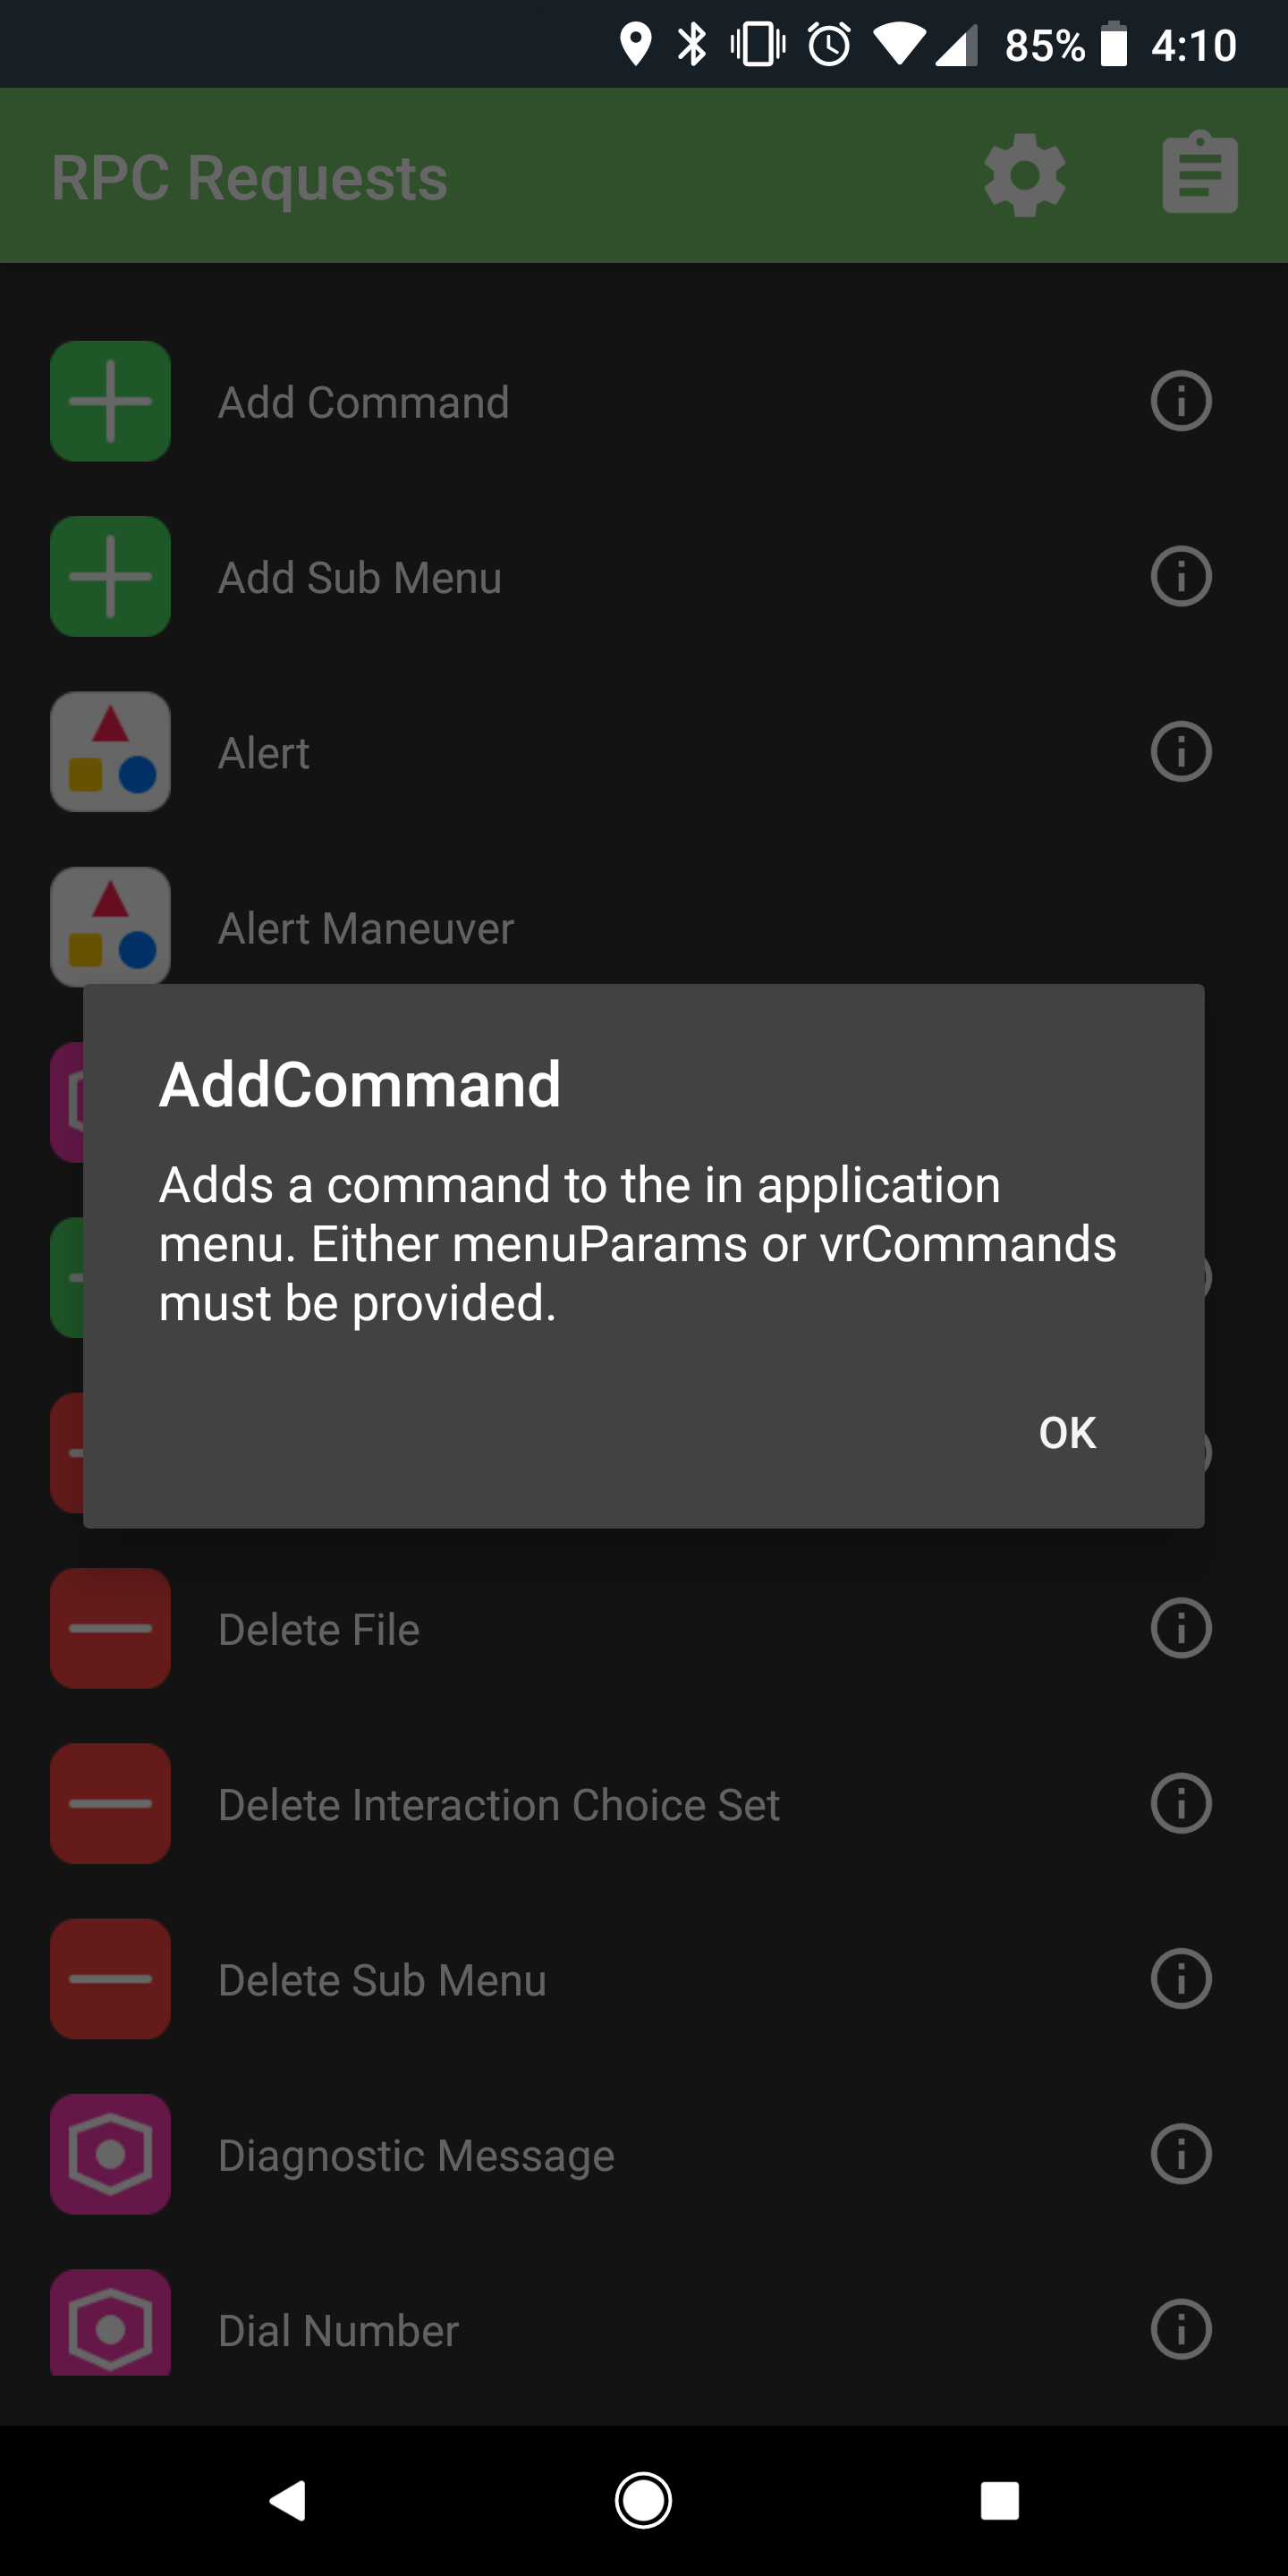 85% 4:10
RPC Requests
Add Command
Add Sub Menu
Alert
Alert Maneuver
AddCommand
Adds a command to the in application
menu. Either menuParams or vrCommands
must be provided.
OK
Delete File
Delete Interaction Choice Set
Delete Sub Menu
Diagnostic Message
Dial Number